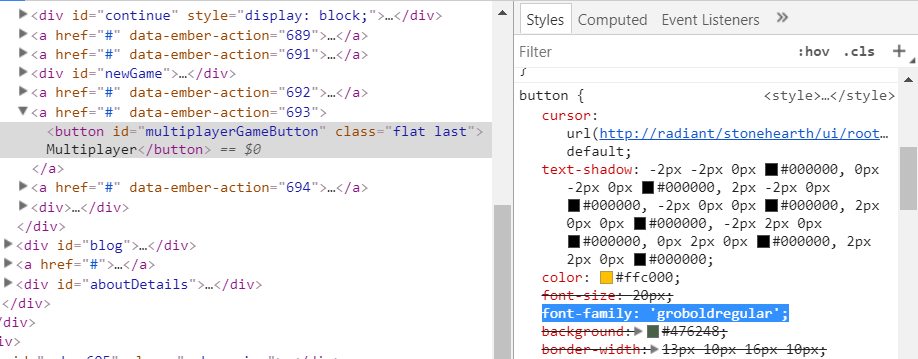 <div id="continue" style="display: block;">…</div>
<a href="#" data-ember-action="689">…</a>
<a href="#" data-ember-action="691">…</a>
<div id="newGame">…</div>
<a href="#" data-ember-action="692">…</a>
<a href="#" data-ember-action="693">
<button id="multiplayerGameButton" class="flat last">
Multiplayer</button> == $0
</a>
<a href="#" data-ember-action="694">…</a>
<div>…</div>
</div>
<div id="blog">…</div>
<a href="#">…</a>
<div id="aboutDetails">…</div>
</div>
div>
Styles Computed Event Listeners »
Filter :hov .cls +
}
button { <style>…</style>
cursor:
url(http://radiant/stonehearth/ui/root…
default;
text-shadow: -2px -2px 0px #000000, 0px
-2px 0px #000000, 2px -2px 0px
#000000, -2px 0px 0px #000000, 2px
0px 0px #000000, -2px 2px 0px
#000000, 0px 2px 0px #000000, 2px
2px 0px #000000;
color: #ffc000;
font-size: 20px;
font-family: 'groboldregular';
background: #476248;
border-width: 13px 10px 16px 10px;